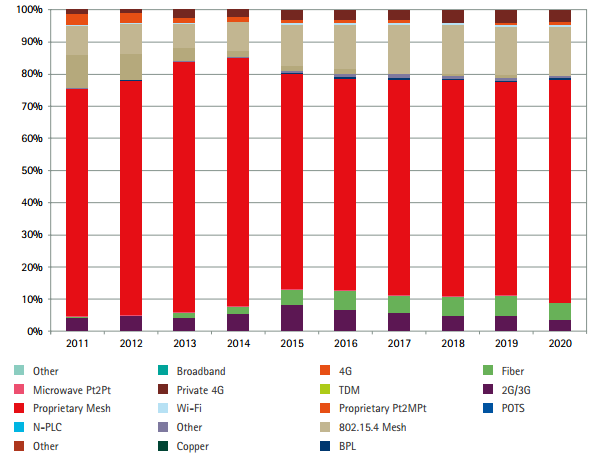 100%
90%
80%
70%
60%
50%
40%
30%
20%
10%
0%
2011 2012 2013 2014 2015 2016 2017 2018 2019 2020
Other Broadband 4G Fiber
Microwave Pt2Pt Private 4G TDM 2G/3G
Proprietary Mesh Wi-Fi Proprietary Pt2MPt POTS
N-PLC Other 802.15.4 Mesh
Other Copper BPL